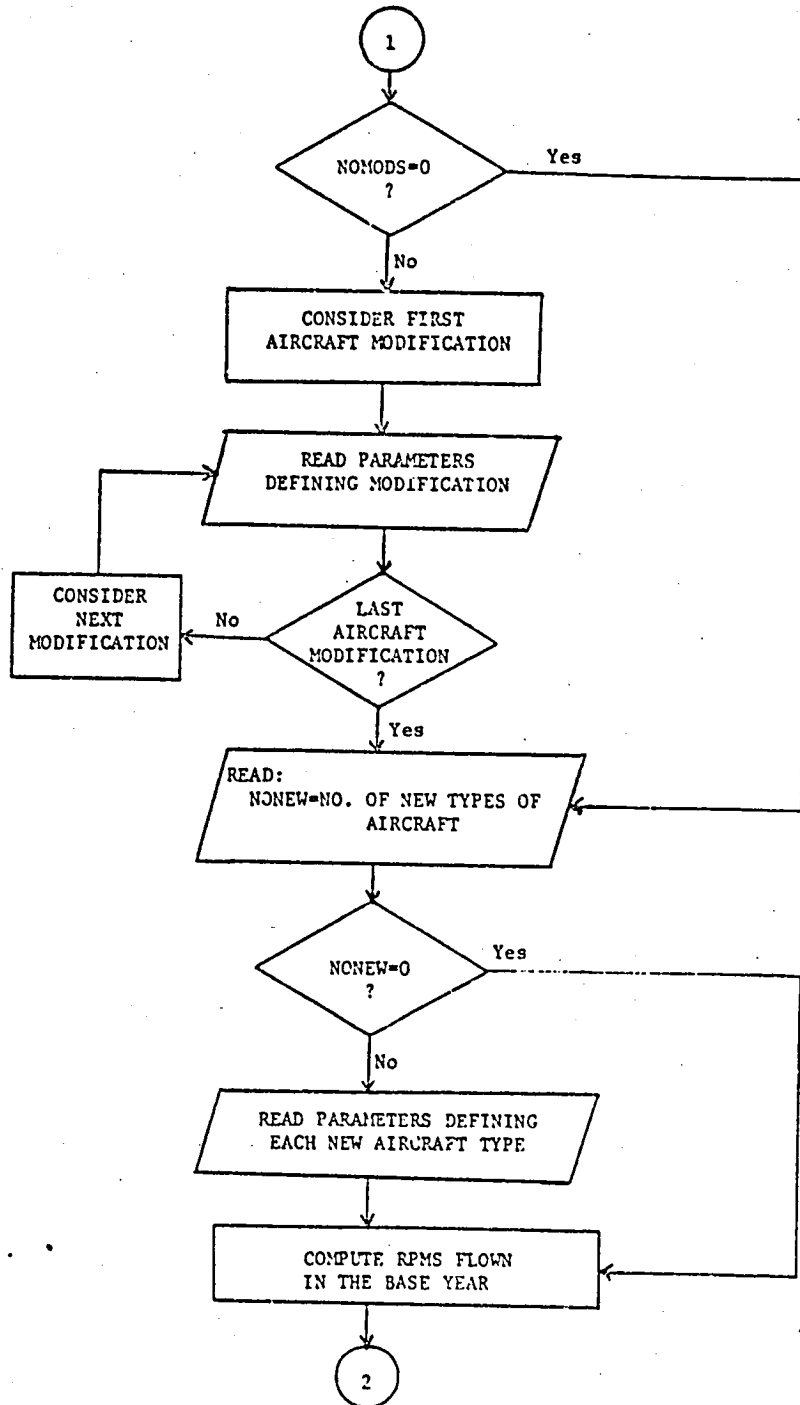 1
NOMODS=0
?
Yes
No
CONSIDER FIRST
AIRCRAFT MODIFICATION
READ PARAMETERS
DEFINING MODIFICATION
CONSIDER
NEXT
MODIFICATION
No
LAST
AIRCRAFT
MODIFICATION
?
Yes
READ:
NONEW=NO. OF NEW TYPES OF
AIRCRAFT
NONEW=0
?
Yes
No
READ PARAMETERS DEFINING
EACH NEW AIRCRAFT TYPE
COMPUTE RPMS FLOWN
IN THE BASE YEAR
2